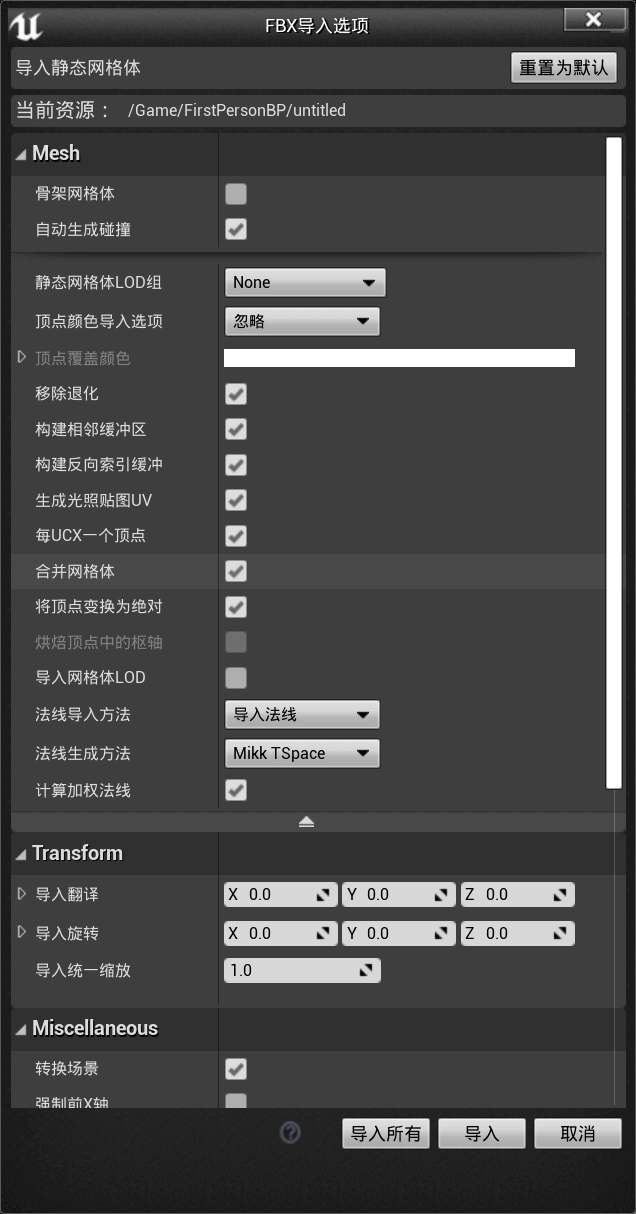 FBX导入选项
导入静态网格体
重置为默认
当前资源： /Game/FirstPersonBP/untitled
Mesh
骨架网格体
自动生成碰撞
静态网格体LOD组 None
顶点颜色导入选项 忽略
顶点覆盖颜色
移除退化
构建相邻缓冲区
构建反向索引缓冲
生成光照贴图UV
每UCX一个顶点
合并网格体
将顶点变换为绝对
烘焙顶点中的枢轴
导入网格体LOD
法线导入方法 导入法线
法线生成方法 Mikk TSpace
计算加权法线
Transform
导入翻译 X 0.0 Y 0.0 Z 0.0
导入旋转 X 0.0 Y 0.0 Z 0.0
导入统一缩放 1.0
Miscellaneous
转换场景
强制前X轴
导入所有 导入 取消